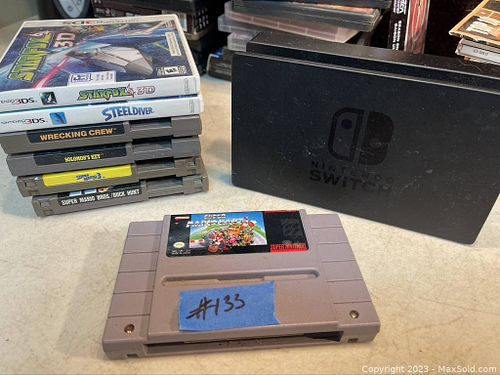 STARFOX
3D
STARFOX 3D
NINTENDO 3DS
STEELDIVER
WRECKING CREW
SOLOMON'S KEY
SUPER MARIO BROS/DUCK HUNT
NINTENDO
SWITCH
SUPER
MARIO KART
SUPER NINTENDO
#133
Copyright 2023 - MaxSold.com